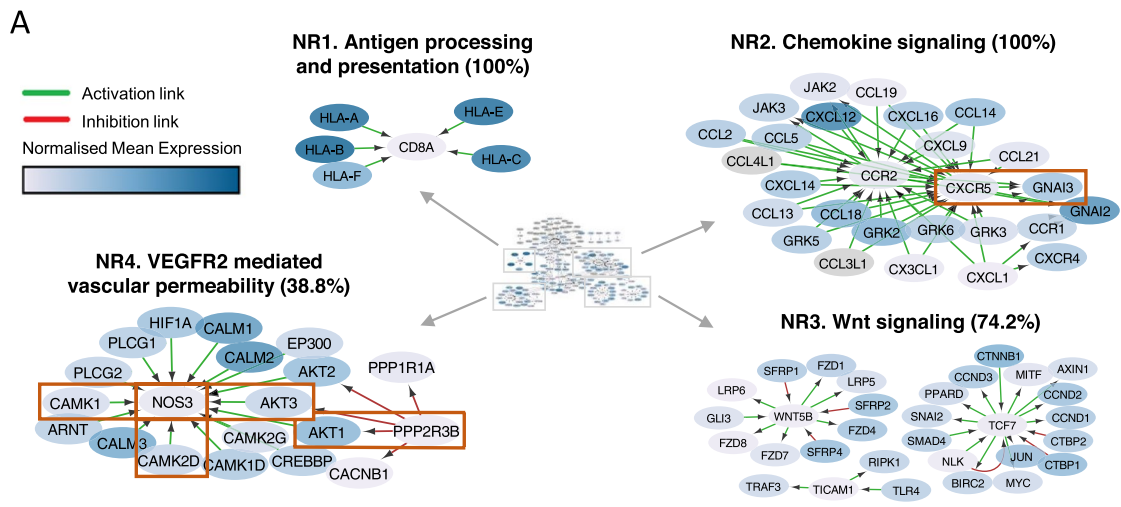 A
NR1. Antigen processing
and presentation (100%)
NR2. Chemokine signaling (100%)
Activation link
Inhibition link
Normalised Mean Expression
HLA-A
HLA-E
HLA-B
CD8A
HLA-C
HLA-F
JAK2
CCL19
JAK3
CXCL12
CXCL16
CCL14
CCL2
CCL5
CXCL9
CCL4L1
CCL21
CCR2
CXCL14
CXCR5
GNAI3
CCL13
CCL18
GNAI2
GRK5
GRK2
GRK6
GRK3
CCR1
CCL3L1
CX3CL1
CXCL1
CXCR4
NR4. VEGFR2 mediated
vascular permeability (38.8%)
HIF1A
CALM1
PLCG1
EP300
CALM2
PLCG2
AKT2
PPP1R1A
CAMK1
NOS3
AKT3
ARNT
CALM3
CAMK2G
AKT1
PPP2R3B
CAMK2D
CAMK1D
CREBBP
CACNB1
NR3. Wnt signaling (74.2%)
SFRP1
FZD1
LRP6
LRP5
GLI3
WNT5B
SFRP2
FZD8
FZD4
FZD7
SFRP4
RIPK1
TRAF3
TICAM1
TLR4
CTNNB1
CCND3
MITF
AXIN1
PPARD
CCND2
SNAI2
TCF7
CCND1
SMAD4
CTBP2
NLK
JUN
CTBP1
BIRC2
MYC